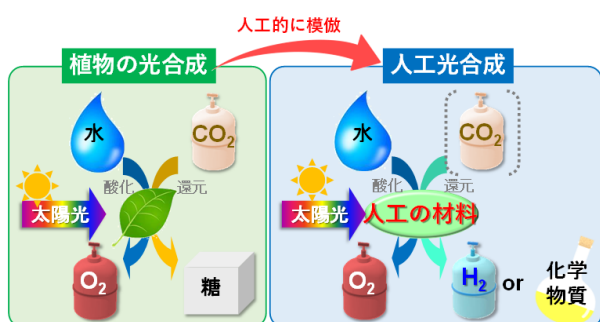 人工的に模倣
植物の光合成
水
CO2
酸化
還元
太陽光
O2
糖
人工光合成
水
CO2
酸化
還元
太陽光
人工の材料
O2
H2
or
化学
物質